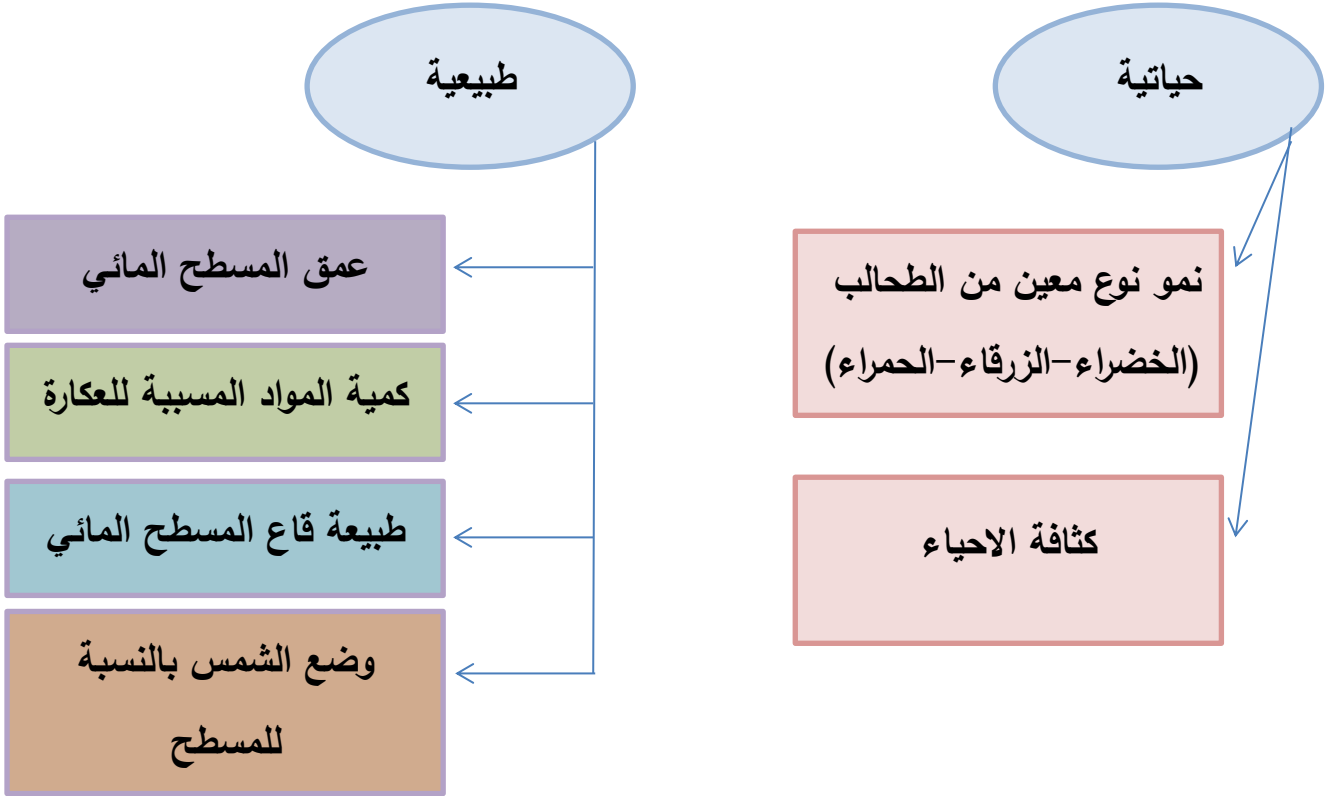 حياتية
نمو نوع معين من الطحالب
(الخضراء-الزرقاء-الحمراء)
كثافة الاحياء
طبيعية
عمق المسطح المائي
كمية المواد المسببة للعكارة
طبيعة قاع المسطح المائي
وضع الشمس بالنسبة
للمسطح